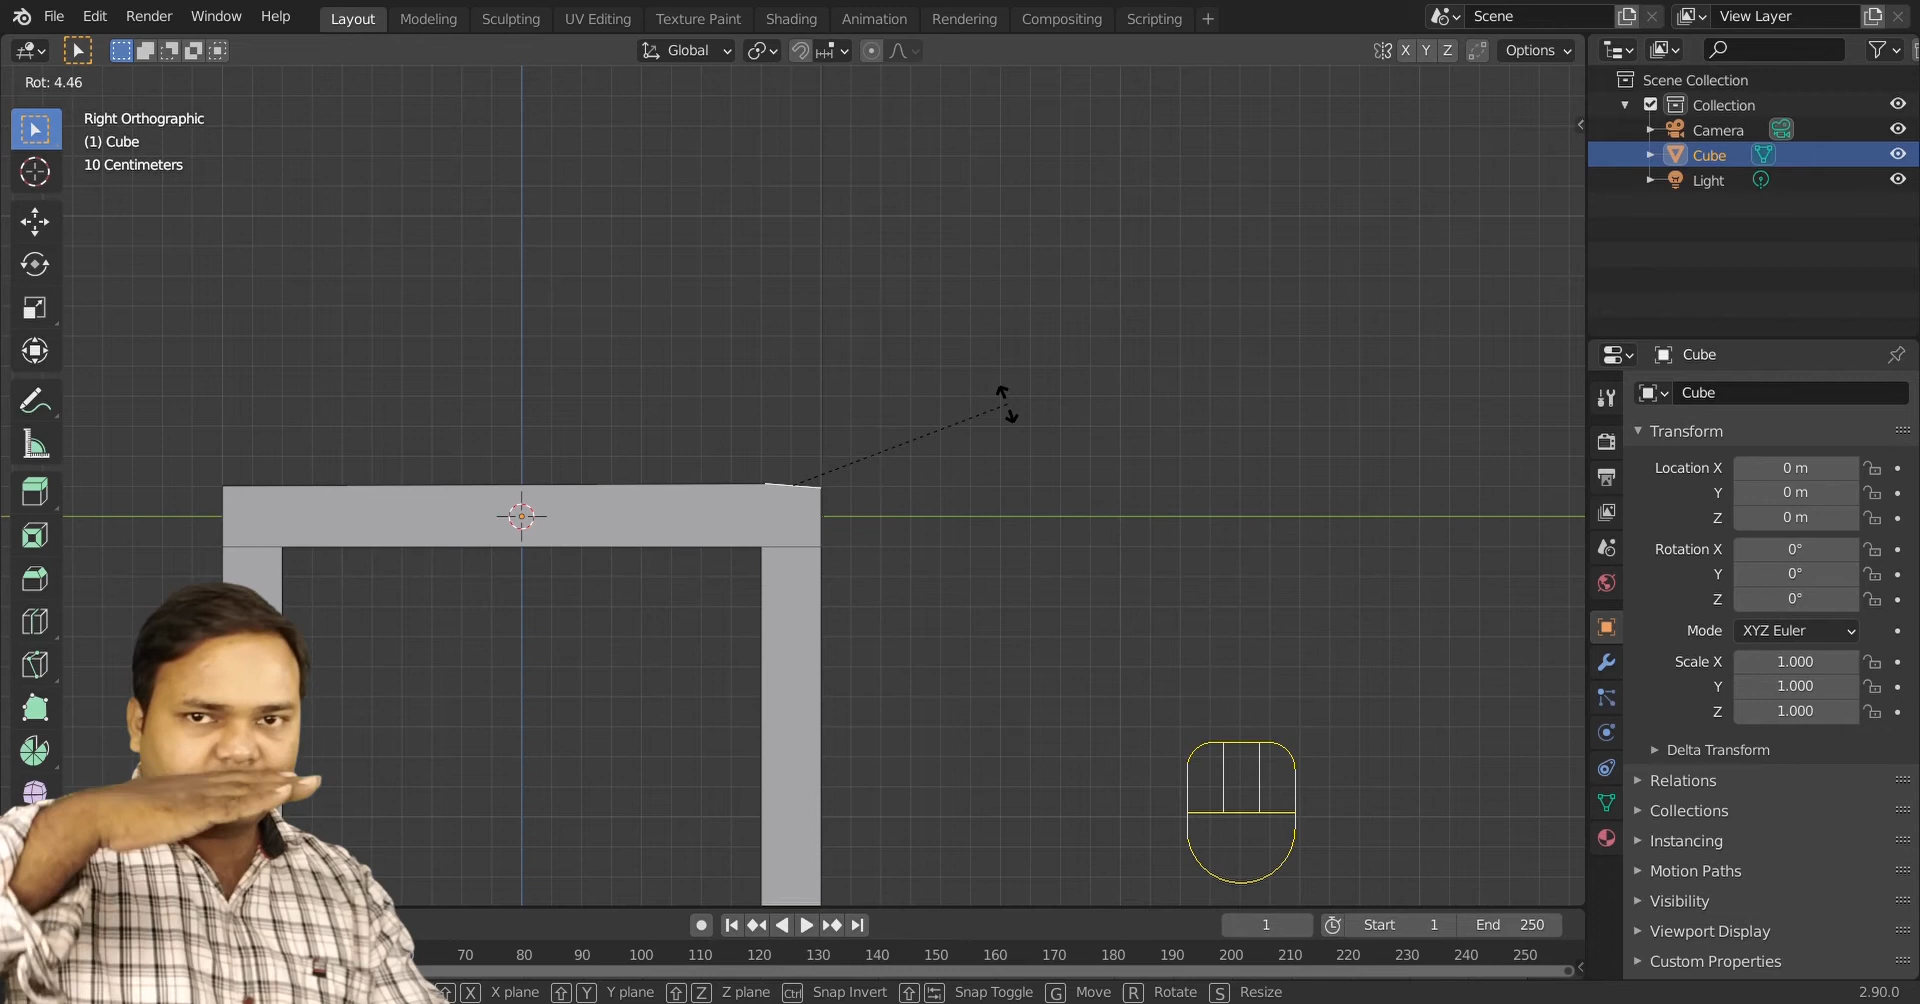 File Edit Render Window Help Layout Modeling Sculpting UV Editing Texture Paint Shading Animation Rendering Compositing Scripting + Scene View Layer
Global X Y Z Options
Rot: 4.46
Right Orthographic
(1) Cube
10 Centimeters
Scene Collection
Collection
Camera
Cube
Light
Cube
Cube
Transform
Location X 0 m
Y 0 m
Z 0 m
Rotation X 0°
Y 0°
Z 0°
Mode XYZ Euler
Scale X 1.000
Y 1.000
Z 1.000
Delta Transform
Relations
Collections
Instancing
Motion Paths
Visibility
Viewport Display
Custom Properties
1 Start 1 End 250
70 80 90 100 110 120 130 140 150 160 170 180 190 200 210 220 230 240 250
X X plane Y Y plane Z Z plane Ctrl Snap Invert Snap Toggle G Move R Rotate S Resize 2.90.0